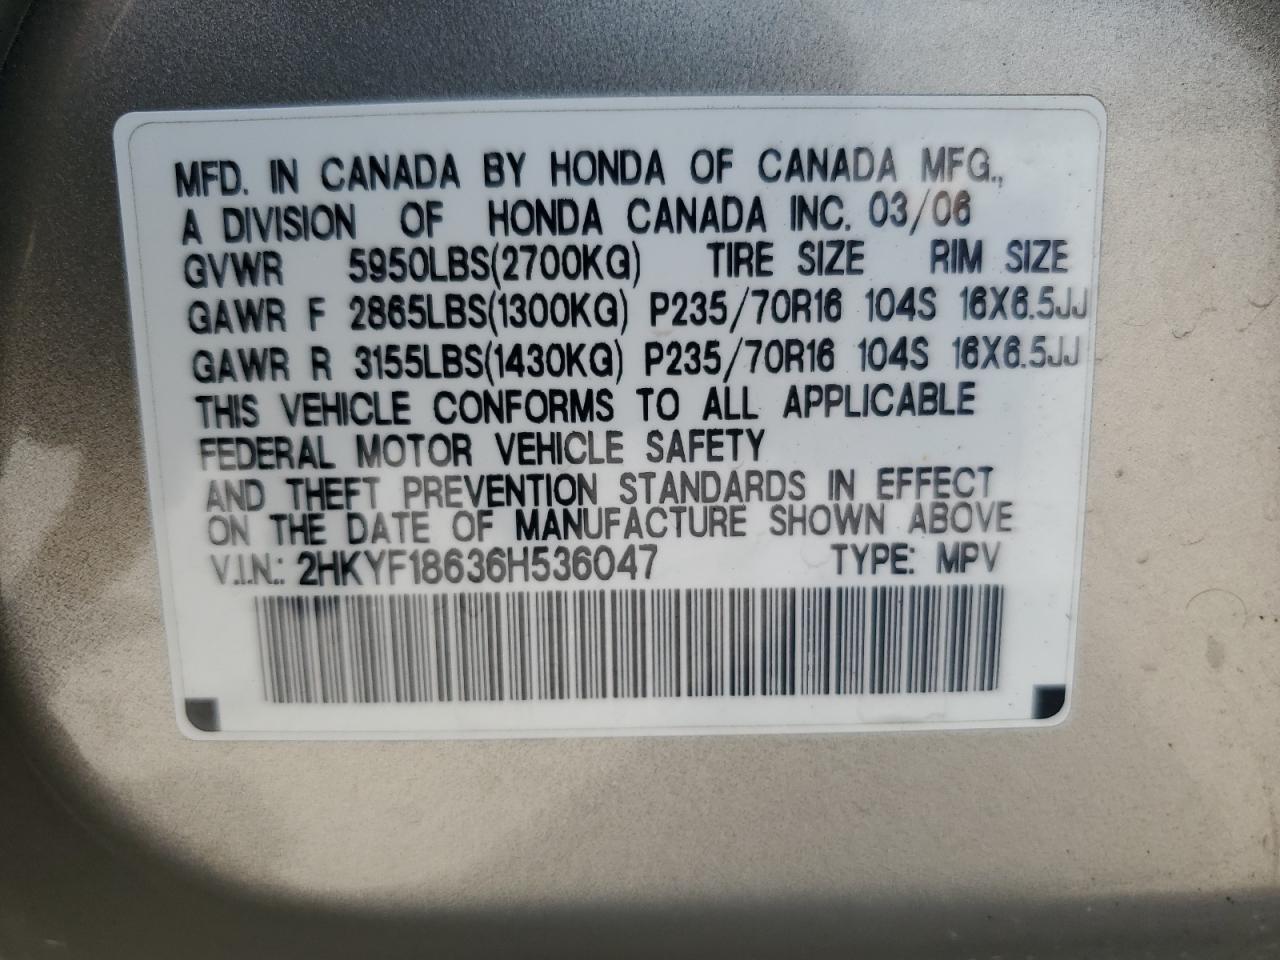 MFD. IN CANADA BY HONDA OF CANADA MFG.,
A DIVISION OF HONDA CANADA INC. 03/06
GVWR 5950LBS(2700KG) TIRE SIZE RIM SIZE
GAWR F 2865LBS(1300KG) P235/70R16 104S 16X6.5JJ
GAWR R 3155LBS(1430KG) P235/70R16 104S 16X6.5JJ
THIS VEHICLE CONFORMS TO ALL APPLICABLE
FEDERAL MOTOR VEHICLE SAFETY
AND THEFT PREVENTION STANDARDS IN EFFECT
ON THE DATE OF MANUFACTURE SHOWN ABOVE
V.I.N.: 2HKYF18636H536047 TYPE: MPV